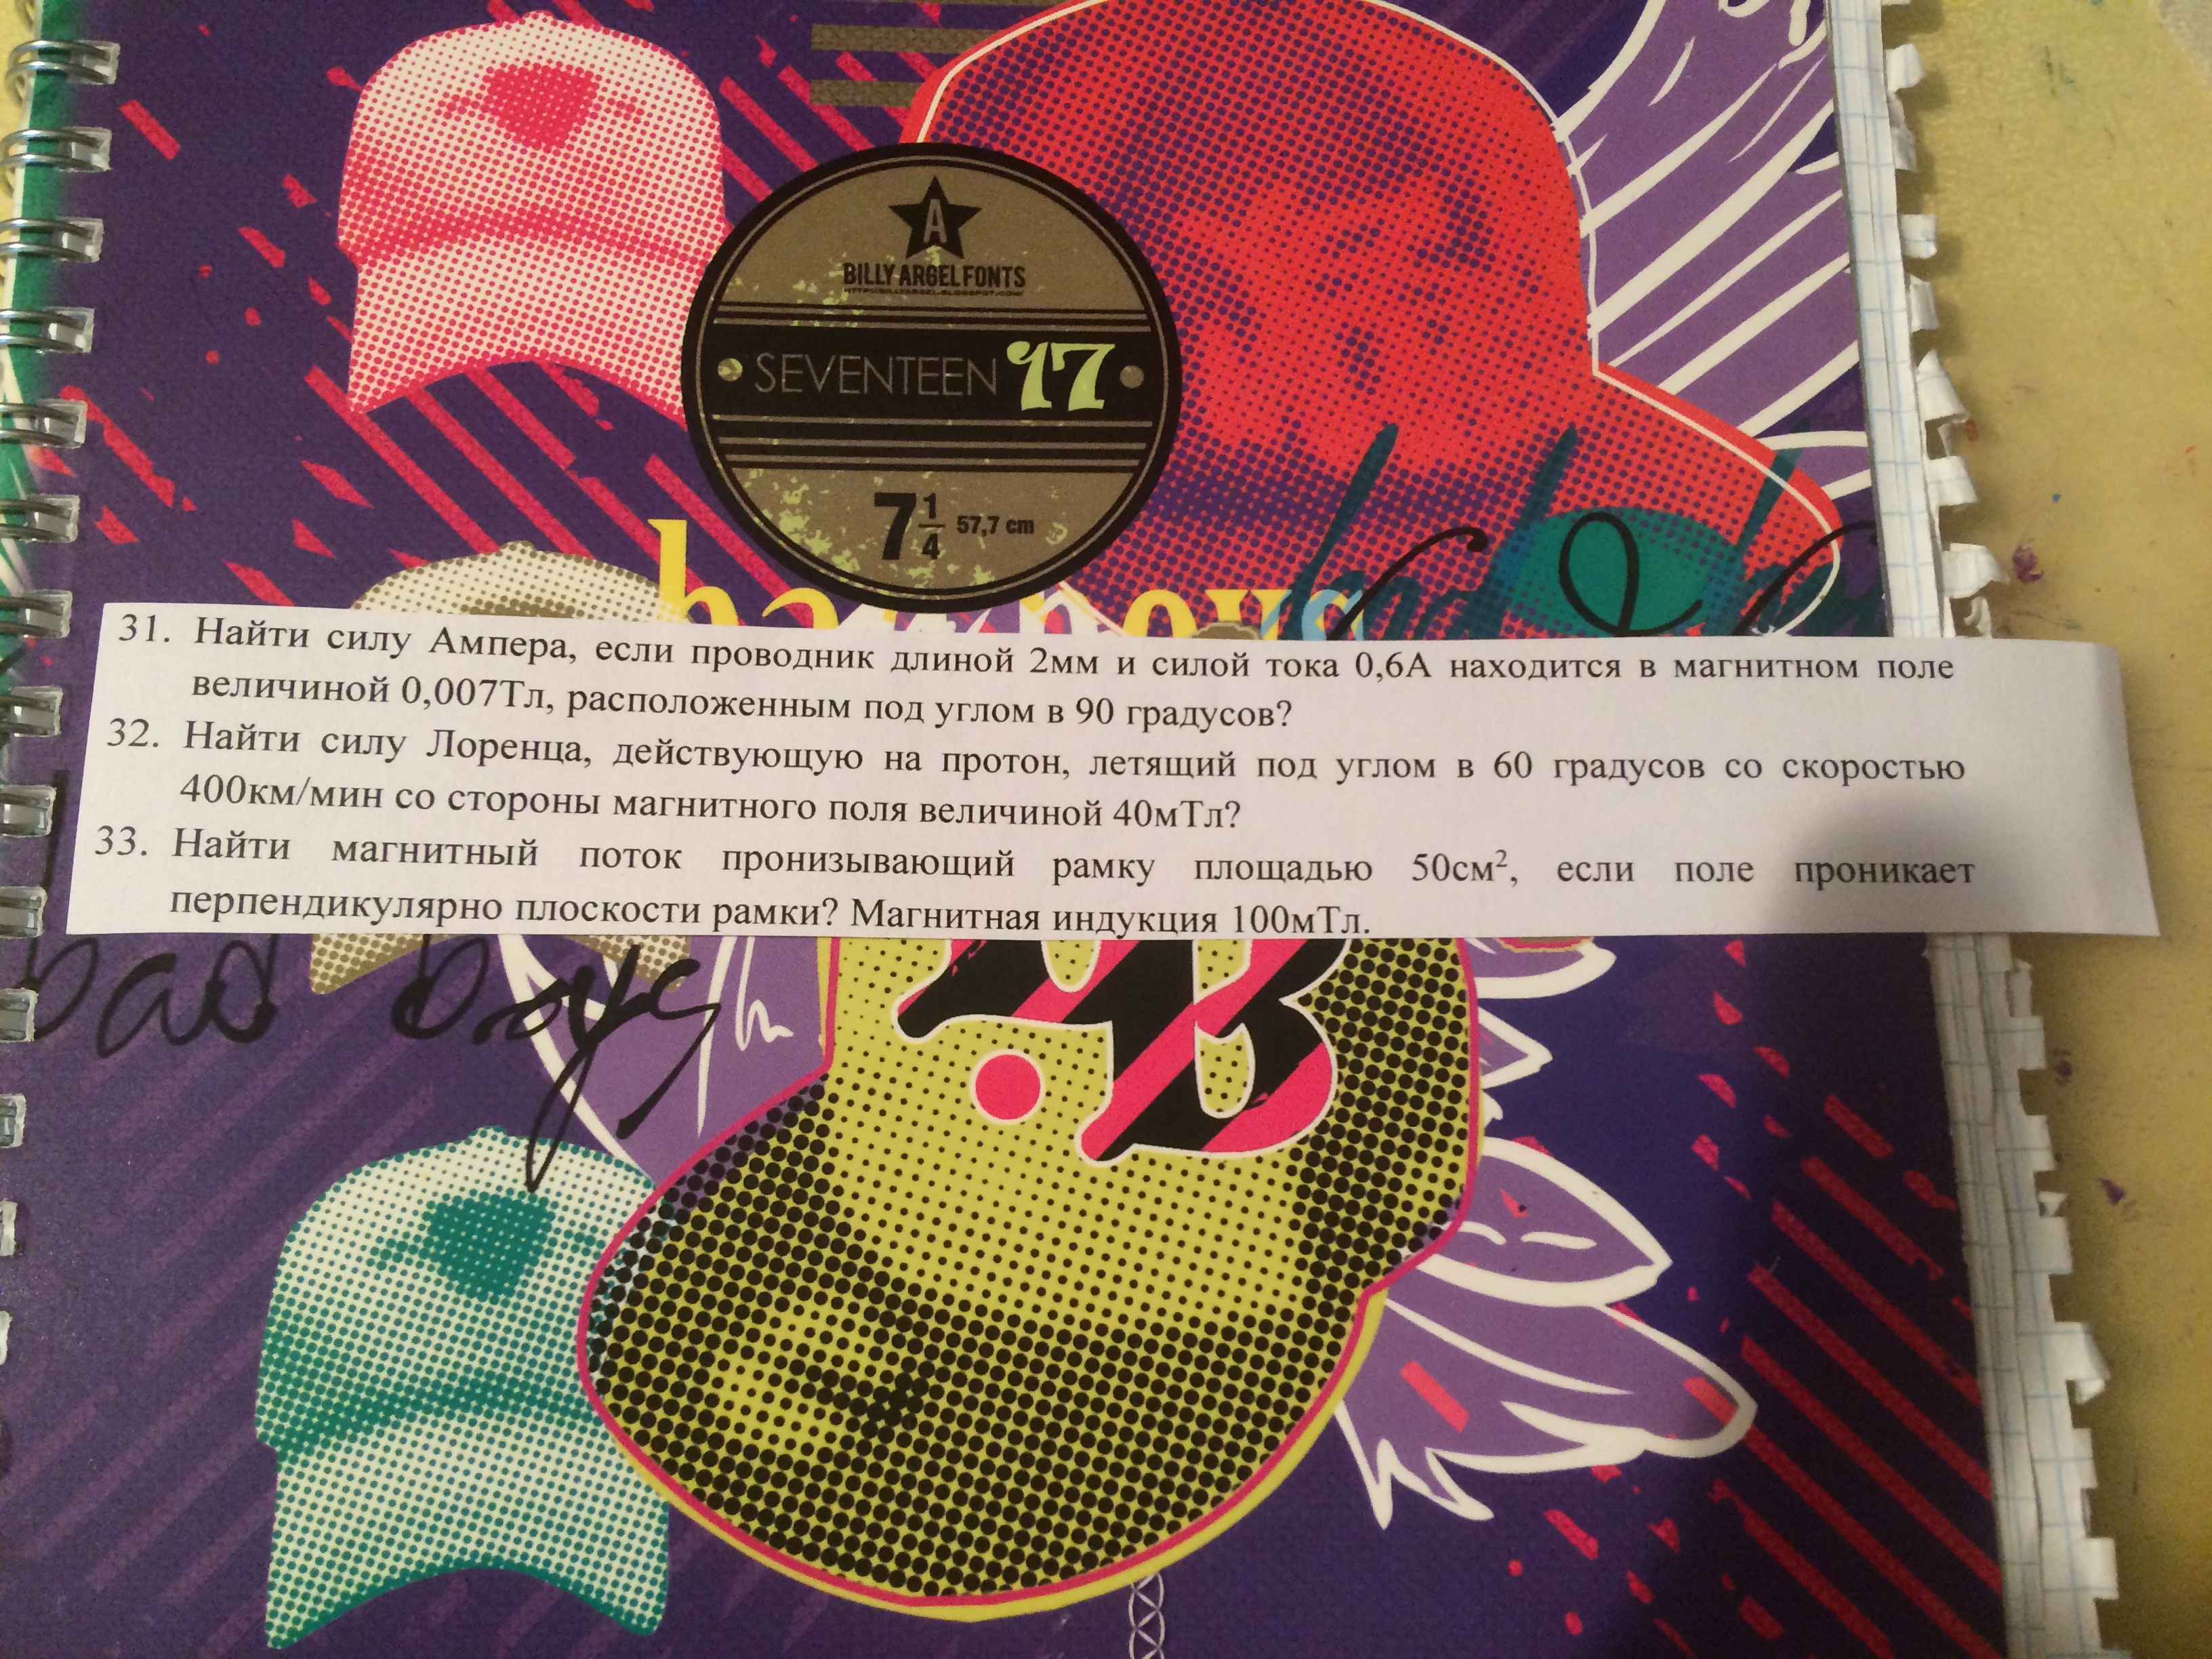 A
BILLY ARGEL FONTS
SEVENTEEN 17
7 1/4 57,7 cm
31. Найти силу Ампера, если проводник длиной 2мм и силой тока 0,6А находится в магнитном поле
величиной 0,007Тл, расположенным под углом в 90 градусов?
32. Найти силу Лоренца, действующую на протон, летящий под углом в 60 градусов со скоростью
400км/мин со стороны магнитного поля величиной 40мТл?
33. Найти магнитный поток пронизывающий рамку площадью 50см², если поле проникает
перпендикулярно плоскости рамки? Магнитная индукция 100мТл.
bad boys